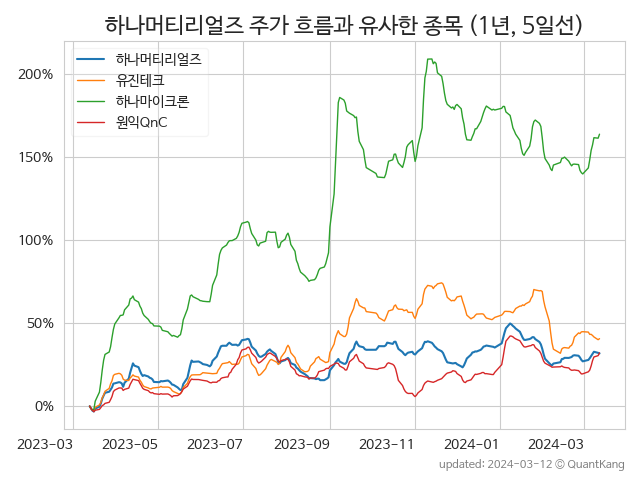 하나머티리얼즈 주가 흐름과 유사한 종목 (1년, 5일선)
하나머티리얼즈
유진테크
하나마이크론
원익QnC
200%
150%
100%
50%
0%
2023-03 2023-05 2023-07 2023-09 2023-11 2024-01 2024-03
updated: 2024-03-12 © QuantKang